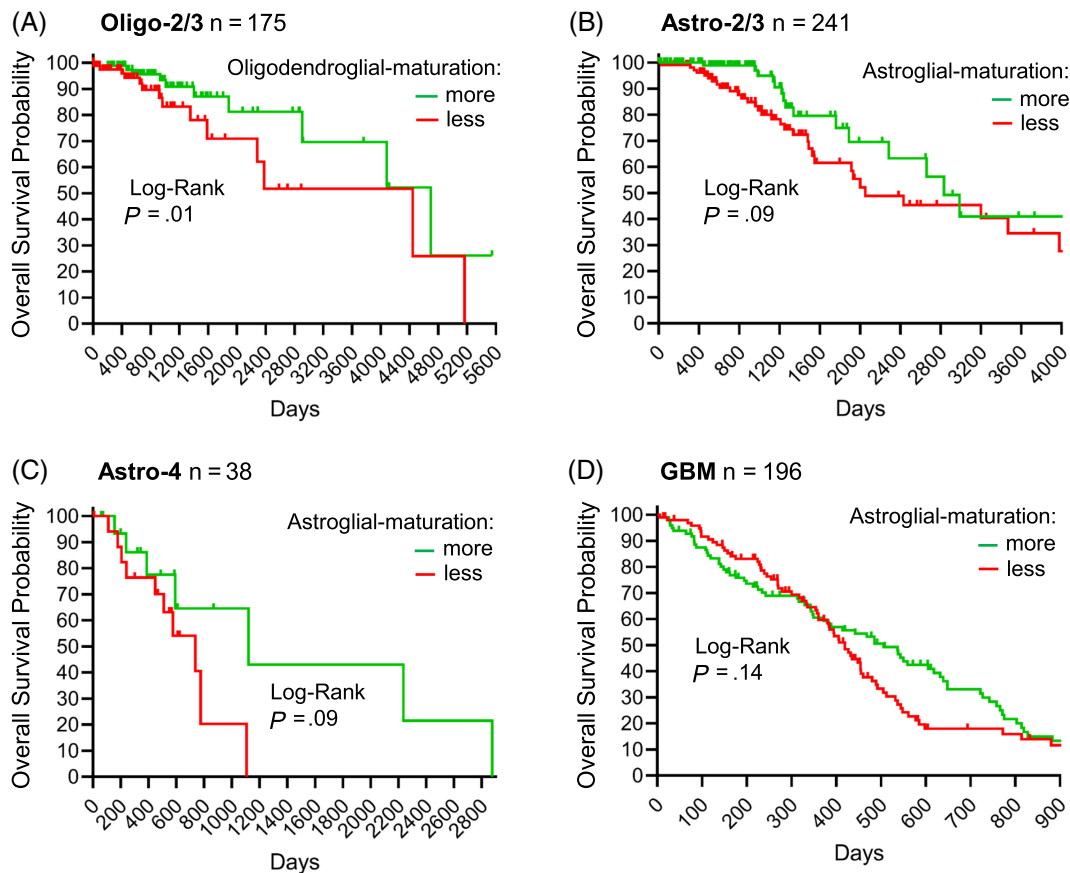 (A) Oligo-2/3 n = 175
Overall Survival Probability
100
90
80
70
60
50
40
30
20
10
0
Oligodendroglial-maturation:
more
less
Log-Rank
P = .01
0 400 800 1200 1600 2000 2400 2800 3200 3600 4000 4400 4800 5200 5600
Days
(B) Astro-2/3 n = 241
Overall Survival Probability
100
90
80
70
60
50
40
30
20
10
0
Astroglial-maturation:
more
less
Log-Rank
P = .09
0 400 800 1200 1600 2000 2400 2800 3200 3600 4000
Days
(C) Astro-4 n = 38
Overall Survival Probability
100
90
80
70
60
50
40
30
20
10
0
Astroglial-maturation:
more
less
Log-Rank
P = .09
0 200 400 600 800 1000 1200 1400 1600 1800 2000 2200 2400 2600 2800
Days
(D) GBM n = 196
Overall Survival Probability
100
90
80
70
60
50
40
30
20
10
0
Astroglial-maturation:
more
less
Log-Rank
P = .14
0 100 200 300 400 500 600 700 800 900
Days